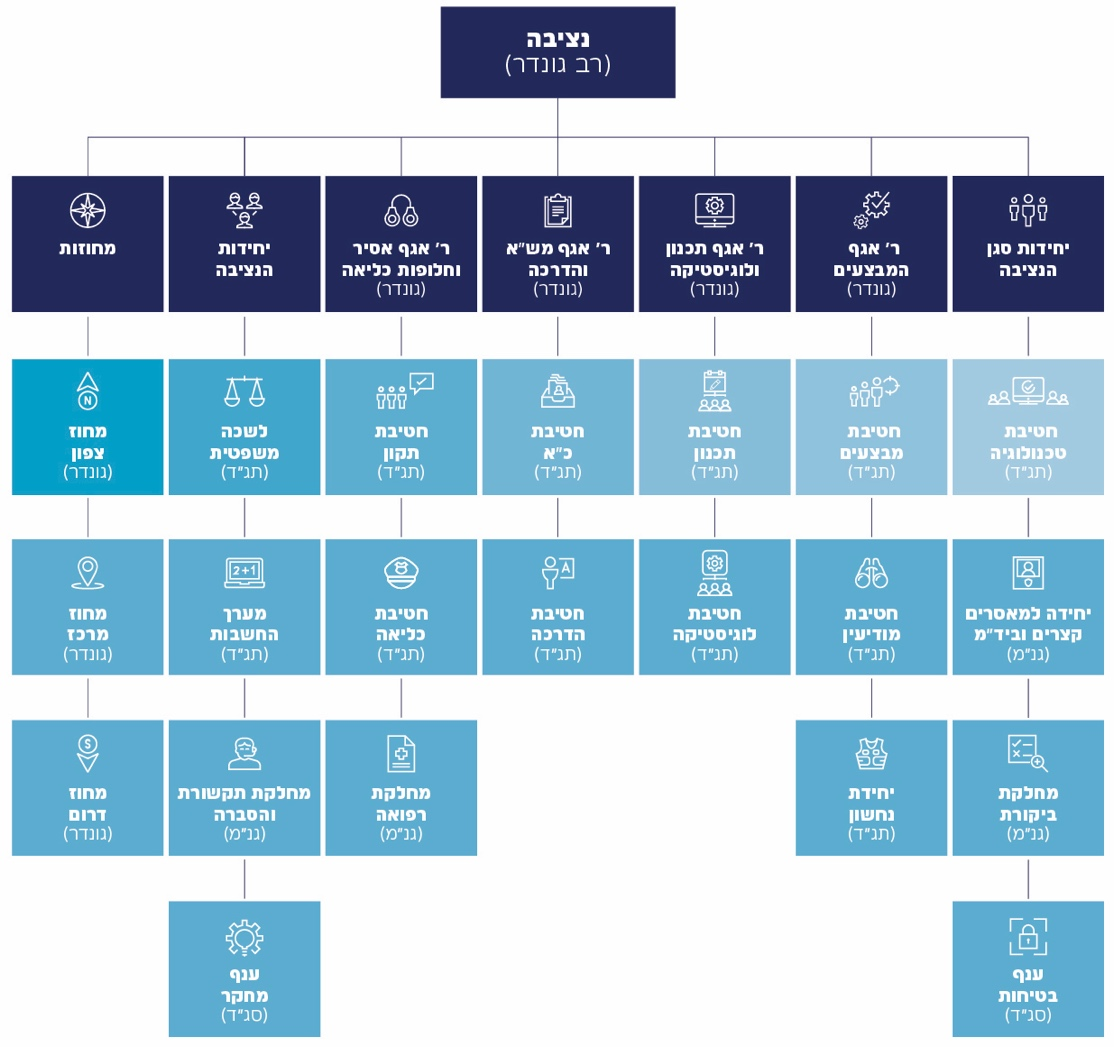 נציבה
(רב גונדר)
יחידות סגן
הנציבה
ר׳ אגף
המבצעים
(גונדר)
ר׳ אגף תכנון
ולוגיסטיקה
(גונדר)
ר׳ אגף מש״א
והדרכה
(גונדר)
ר׳ אגף אסיר
וחלופות כליאה
(גונדר)
יחידות
הנציבה
מחוזות
חטיבת
טכנולוגיה
(תג״ד)
חטיבת
מבצעים
(תג״ד)
חטיבת
תכנון
(תג״ד)
חטיבת
כ״א
(תג״ד)
חטיבת
תקון
(תג״ד)
לשכה
משפטית
(תג״ד)
N
מחוז
צפון
(גונדר)
יחידה למאסרים
קצרים וביד״מ
(גנ״מ)
חטיבת
מודיעין
(תג״ד)
חטיבת
לוגיסטיקה
(תג״ד)
A
חטיבת
הדרכה
(תג״ד)
חטיבת
כליאה
(תג״ד)
2+1
מערך
החשבות
(תג״ד)
מחוז
מרכז
(גונדר)
מחלקת
ביקורת
(גנ״מ)
יחידת
נחשון
(תג״ד)
מחלקת
רפואה
(גנ״מ)
מחלקת תקשורת
והסברה
(גנ״מ)
S
מחוז
דרום
(גונדר)
ענף
בטיחות
(סג״ד)
ענף
מחקר
(סג״ד)